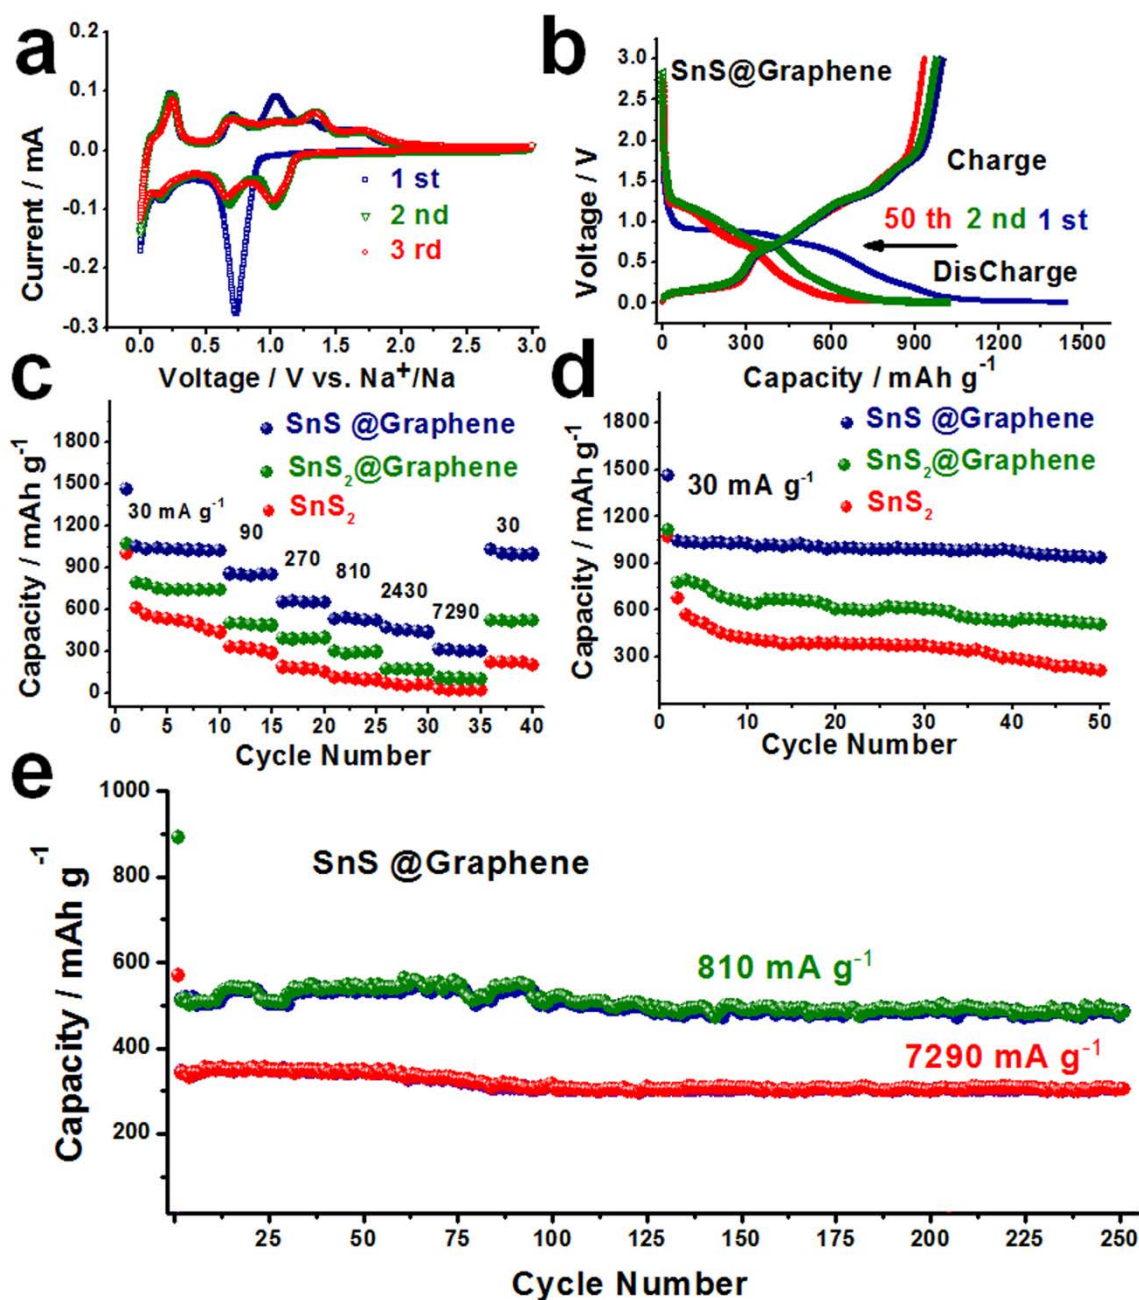 a
0.2
0.1
0.0
-0.1
-0.2
-0.3
Current / mA
1 st
2 nd
3 rd
0.0 0.5 1.0 1.5 2.0 2.5 3.0
Voltage / V vs. Na⁺/Na
b
3.0
2.5
2.0
1.5
1.0
0.5
0.0
Voltage / V
SnS@Graphene
Charge
50 th 2 nd 1 st
DisCharge
0 300 600 900 1200 1500
Capacity / mAh g⁻¹
c
1800
1500
1200
900
600
300
0
Capacity / mAh g⁻¹
SnS @Graphene
SnS₂@Graphene
SnS₂
30 mA g⁻¹
90
270
810
2430
7290
30
0 5 10 15 20 25 30 35 40
Cycle Number
d
1800
1500
1200
900
600
300
Capacity / mAh g⁻¹
SnS @Graphene
SnS₂@Graphene
SnS₂
30 mA g⁻¹
0 10 20 30 40 50
Cycle Number
e
1000
800
600
400
200
Capacity / mAh g⁻¹
SnS @Graphene
810 mA g⁻¹
7290 mA g⁻¹
25 50 75 100 125 150 175 200 225 250
Cycle Number